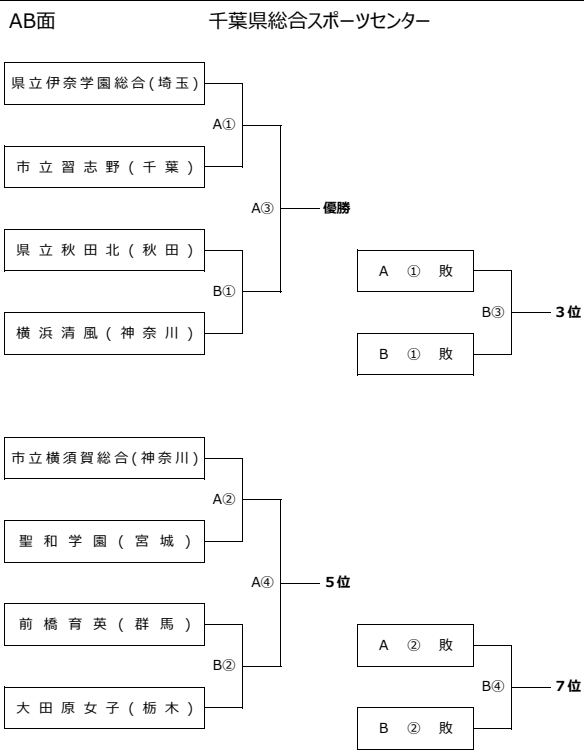 AB面 千葉県総合スポーツセンター
県立伊奈学園総合(埼玉)
A①
市立習志野(千葉)
A③ 優勝
県立秋田北(秋田)
B①
横浜清風(神奈川)
A①敗
B③ 3位
B①敗
市立横須賀総合(神奈川)
A②
聖和学園(宮城)
A④ 5位
前橋育英(群馬)
B②
大田原女子(栃木)
A②敗
B④ 7位
B②敗